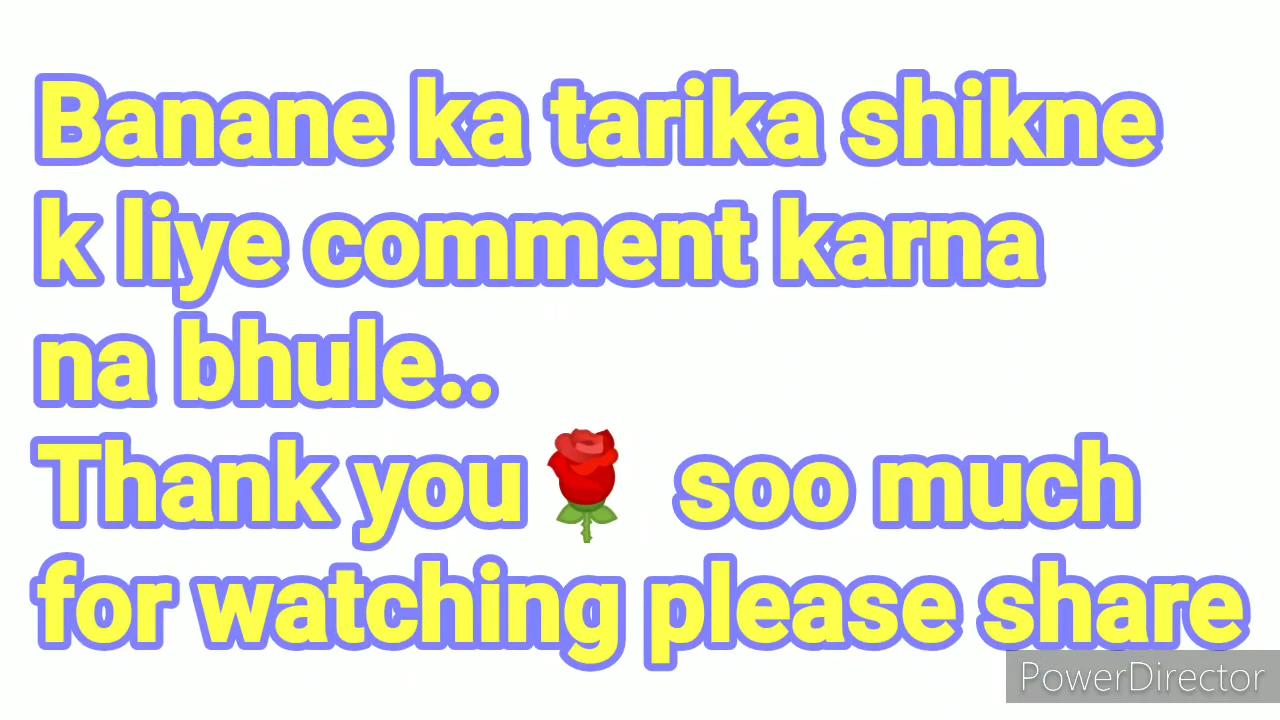 Banane ka tarika shikne
k liye comment karna
na bhule..
Thank you🌹 soo much
for watching please share
PowerDirector